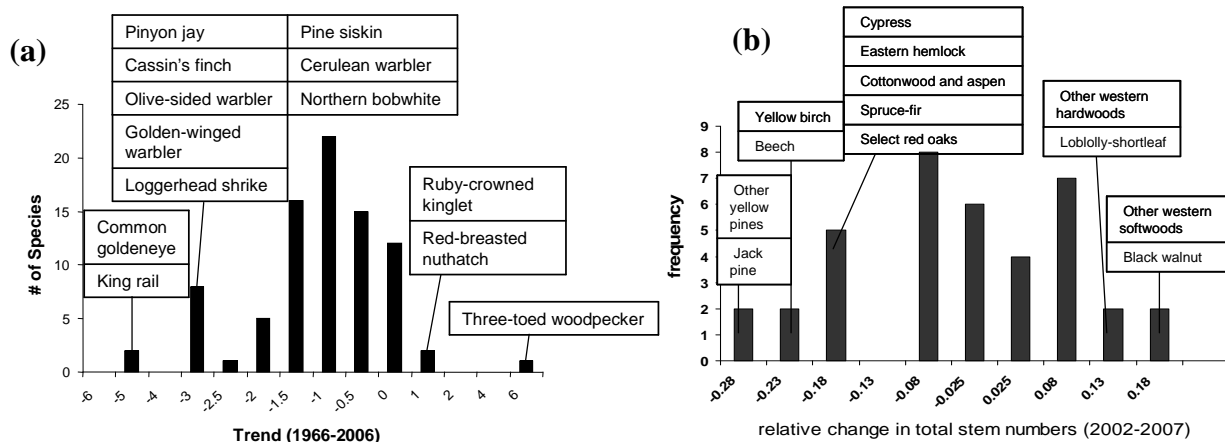 (a)
Pinyon jay
Pine siskin
Cassin's finch
Cerulean warbler
Olive-sided warbler
Northern bobwhite
Golden-winged
warbler
Loggerhead shrike
Common
goldeneye
King rail
Ruby-crowned
kinglet
Red-breasted
nuthatch
Three-toed woodpecker
# of Species
25
20
15
10
5
0
-6
-5
-4
-3
-2.5
-2
-1.5
-1
-0.5
0
1
2
4
6
Trend (1966-2006)
(b)
Cypress
Eastern hemlock
Cottonwood and aspen
Spruce-fir
Select red oaks
Yellow birch
Beech
Other
yellow
pines
Jack
pine
Other western
hardwoods
Loblolly-shortleaf
Other western
softwoods
Black walnut
frequency
9
8
7
6
5
4
3
2
1
0
-0.28
-0.23
-0.18
-0.13
-0.08
-0.025
0.025
0.08
0.13
0.18
relative change in total stem numbers (2002-2007)